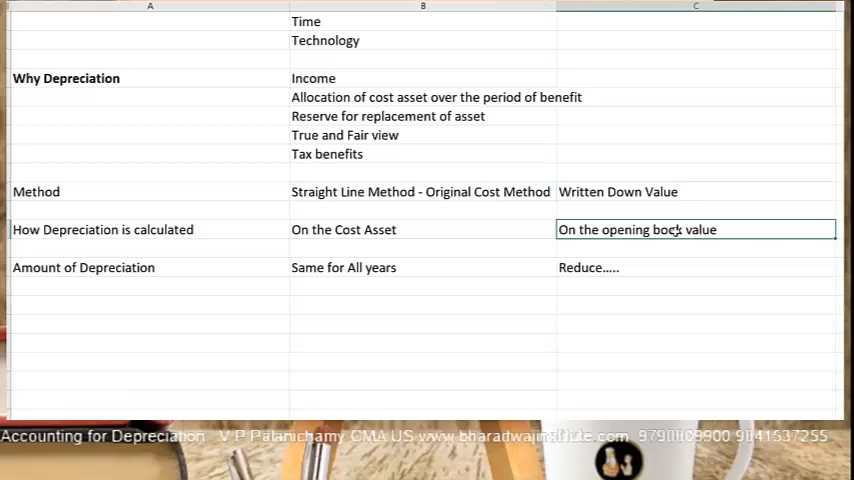 A B C
Time
Technology
Why Depreciation Income
Allocation of cost asset over the period of benefit
Reserve for replacement of asset
True and Fair view
Tax benefits
Method Straight Line Method - Original Cost Method Written Down Value
How Depreciation is calculated On the Cost Asset On the opening book value
Amount of Depreciation Same for All years Reduce.....
Accounting for Depreciation V P Palanichamy CMA US www.bharadwajinstitute.com 9790009900 9841537255